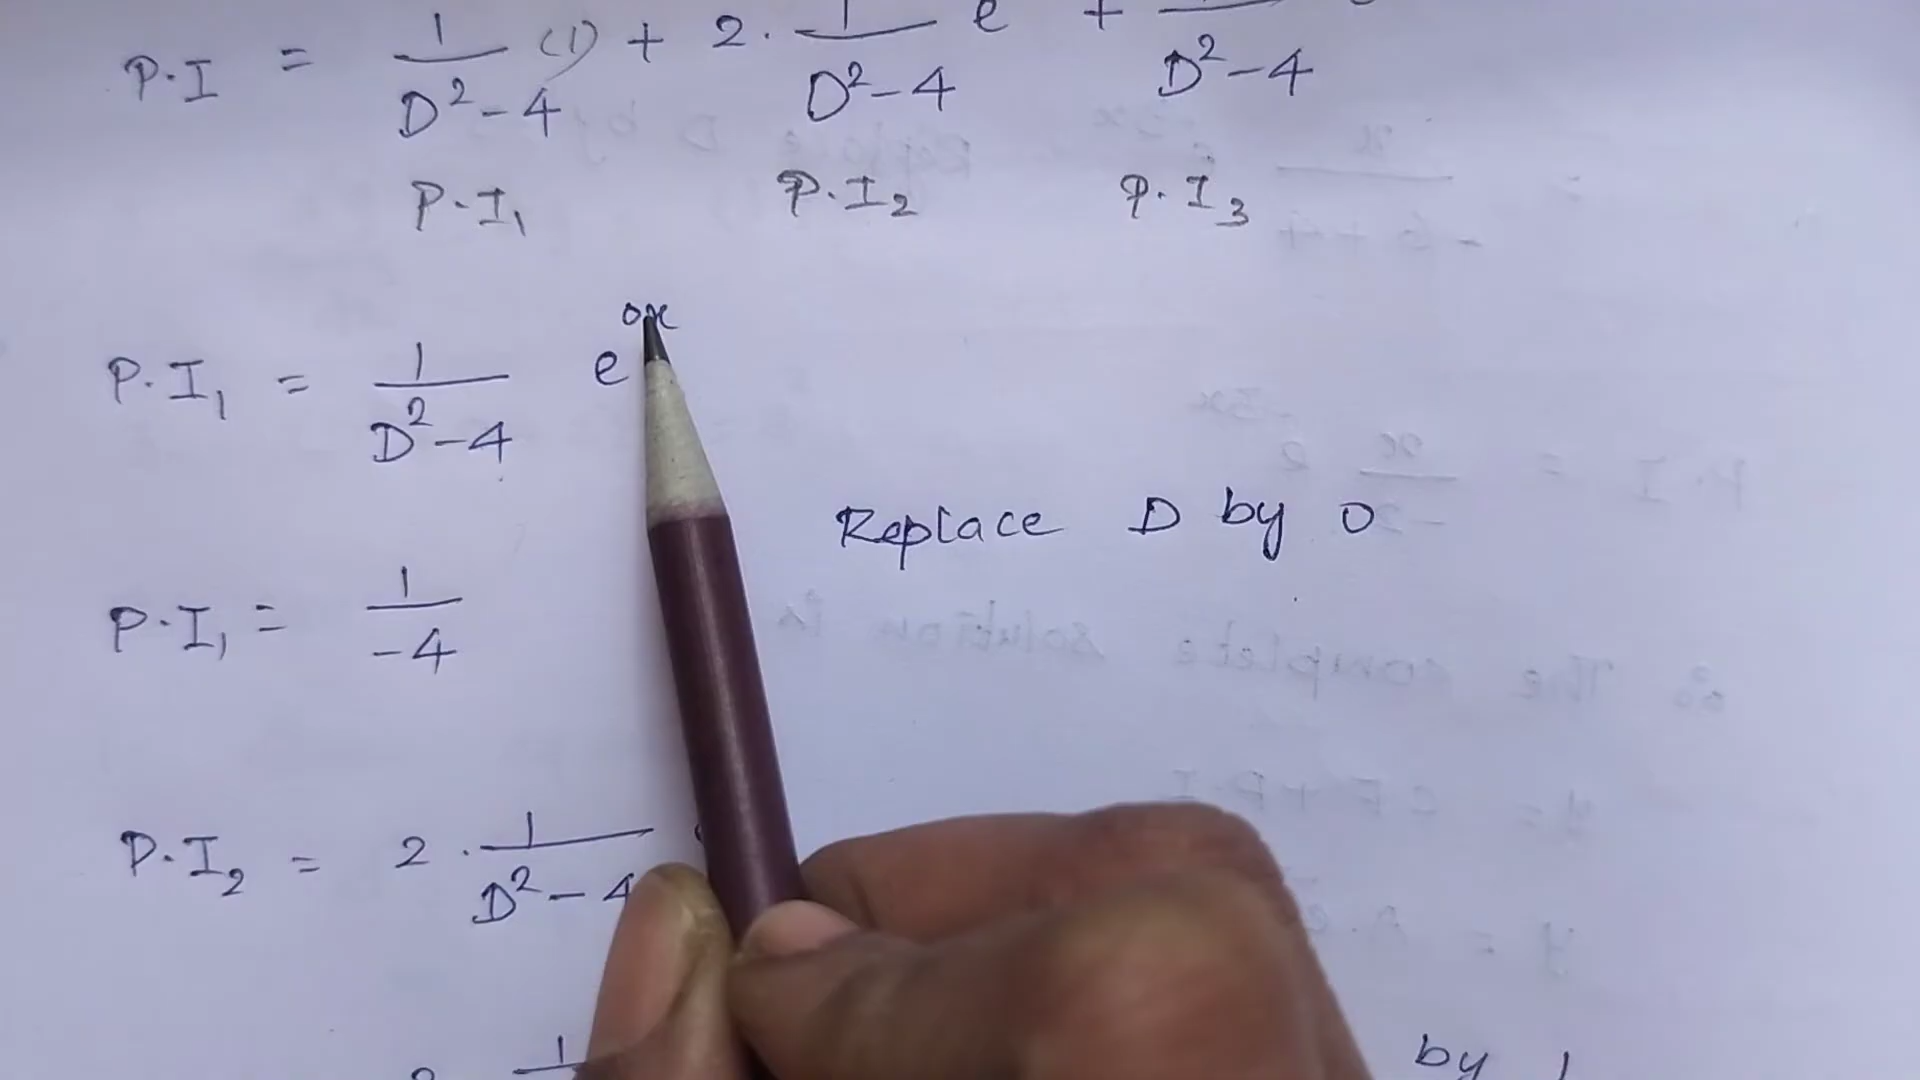 P.I = 1/(D²-4) (1) + 2. 1/(D²-4) e + 1/(D²-4)
P.I₁ P.I₂ P.I₃
P.I₁ = 1/(D²-4) e^(0x)
Replace D by 0
P.I₁ = 1/-4
P.I₂ = 2 . 1/(D²-4)
by 1